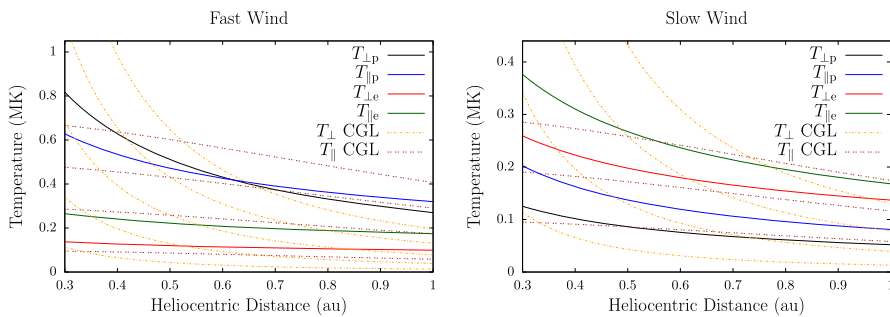 Fast Wind
Temperature (MK)
1
0.8
0.6
0.4
0.2
0
T⊥p
T∥p
T⊥e
T∥e
T⊥ CGL
T∥ CGL
0.3 0.4 0.5 0.6 0.7 0.8 0.9 1
Heliocentric Distance (au)
Slow Wind
Temperature (MK)
0.4
0.3
0.2
0.1
0
T⊥p
T∥p
T⊥e
T∥e
T⊥ CGL
T∥ CGL
0.3 0.4 0.5 0.6 0.7 0.8 0.9 1
Heliocentric Distance (au)